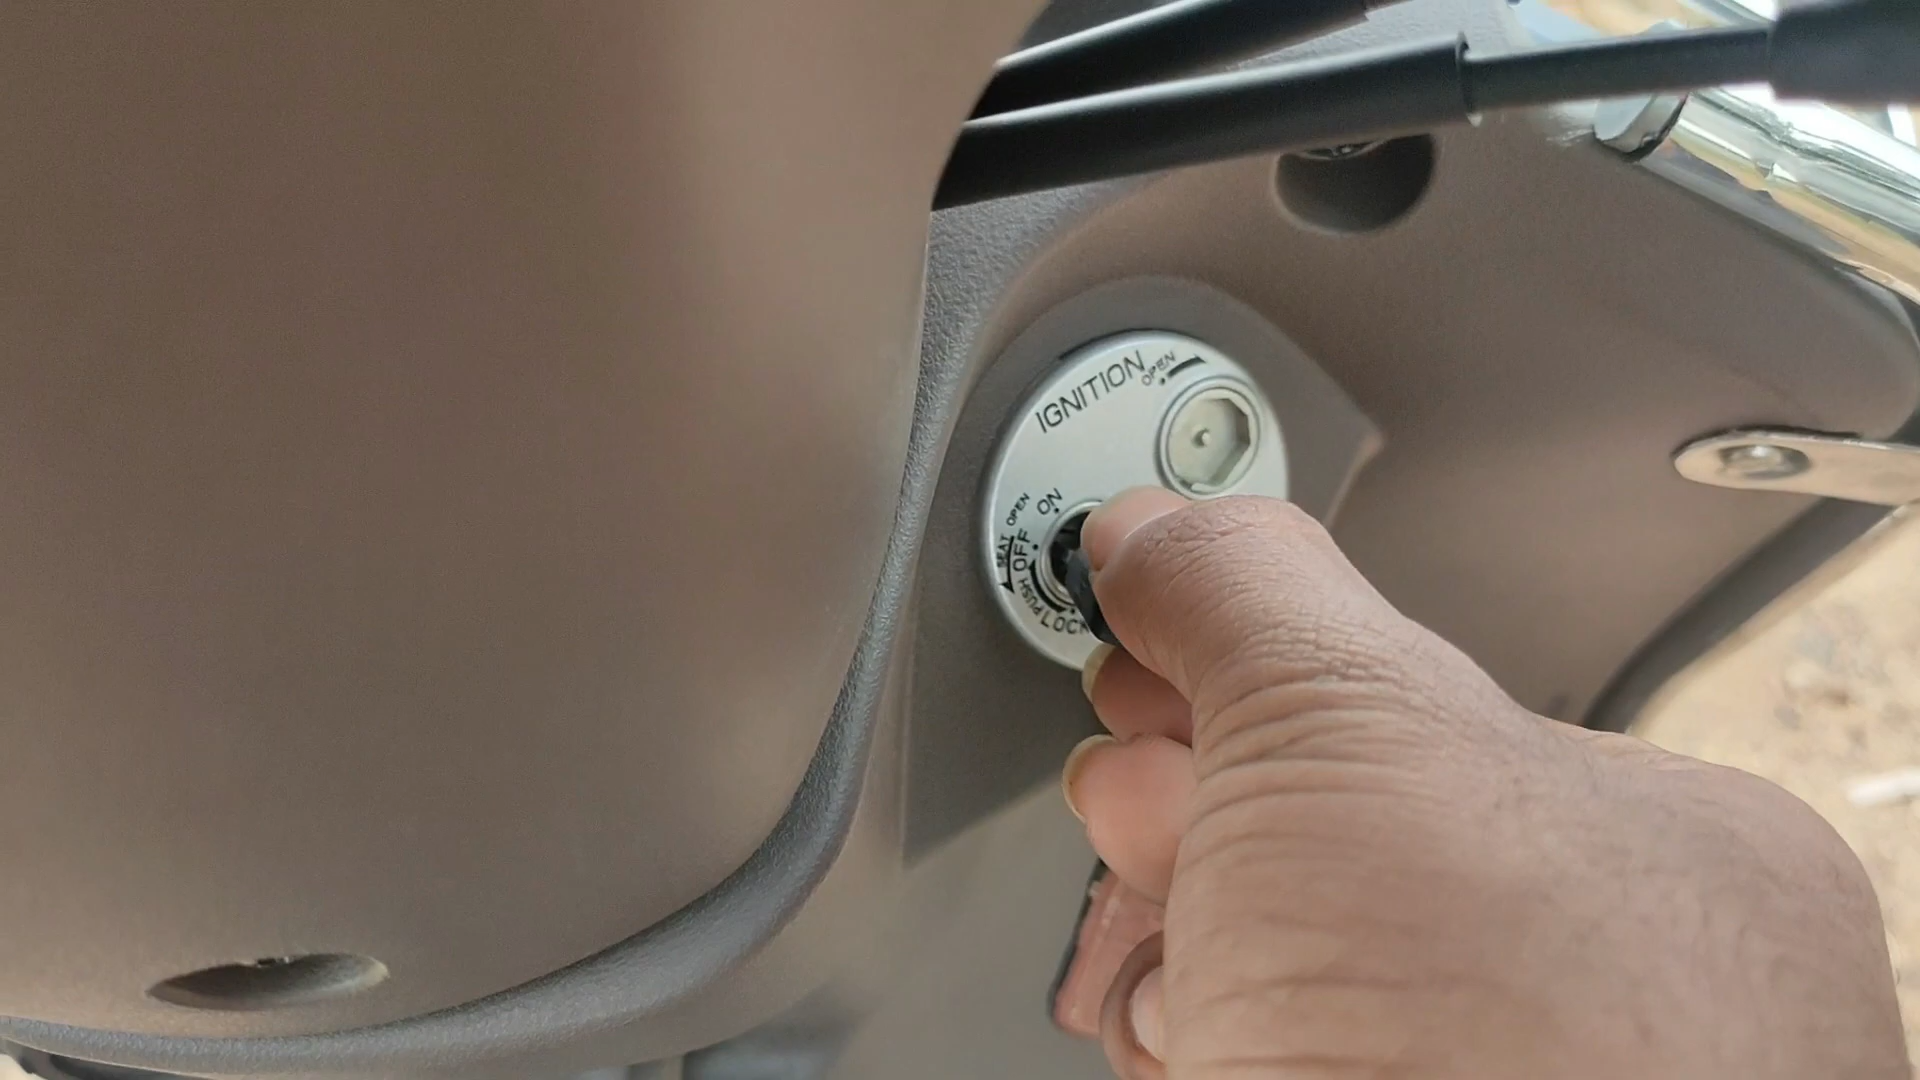 IGNITION
OPEN
ON
SEAT OPEN
OFF
PUSH
LOCK